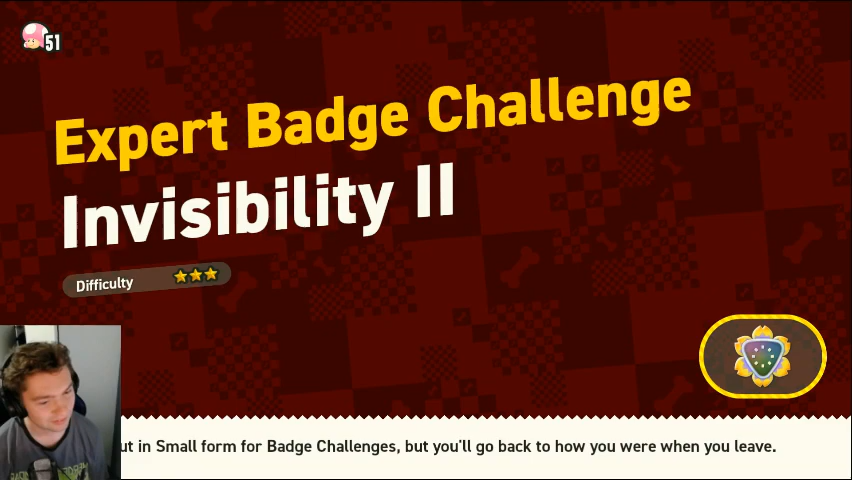 51
Expert Badge Challenge
Invisibility II
Difficulty
in Small form for Badge Challenges, but you'll go back to how you were when you leave.